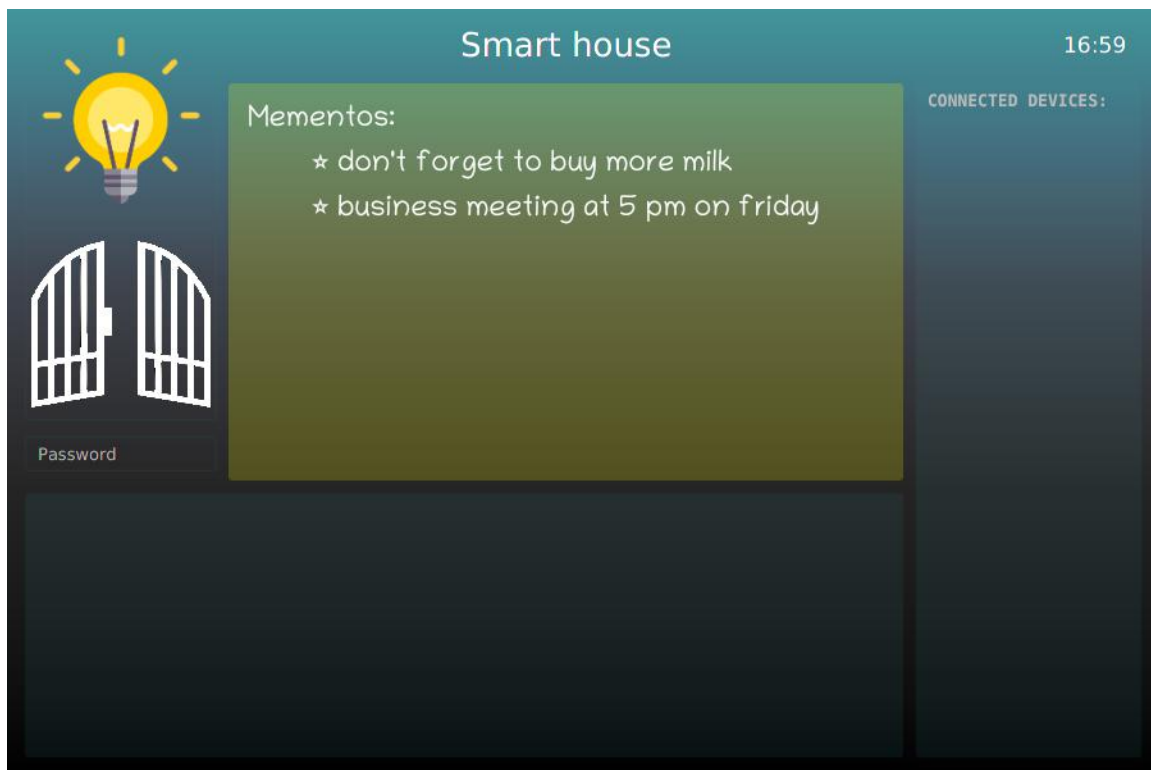 Smart house
16:59
Mementos:
☆ don't forget to buy more milk
☆ business meeting at 5 pm on friday
CONNECTED DEVICES:
Password